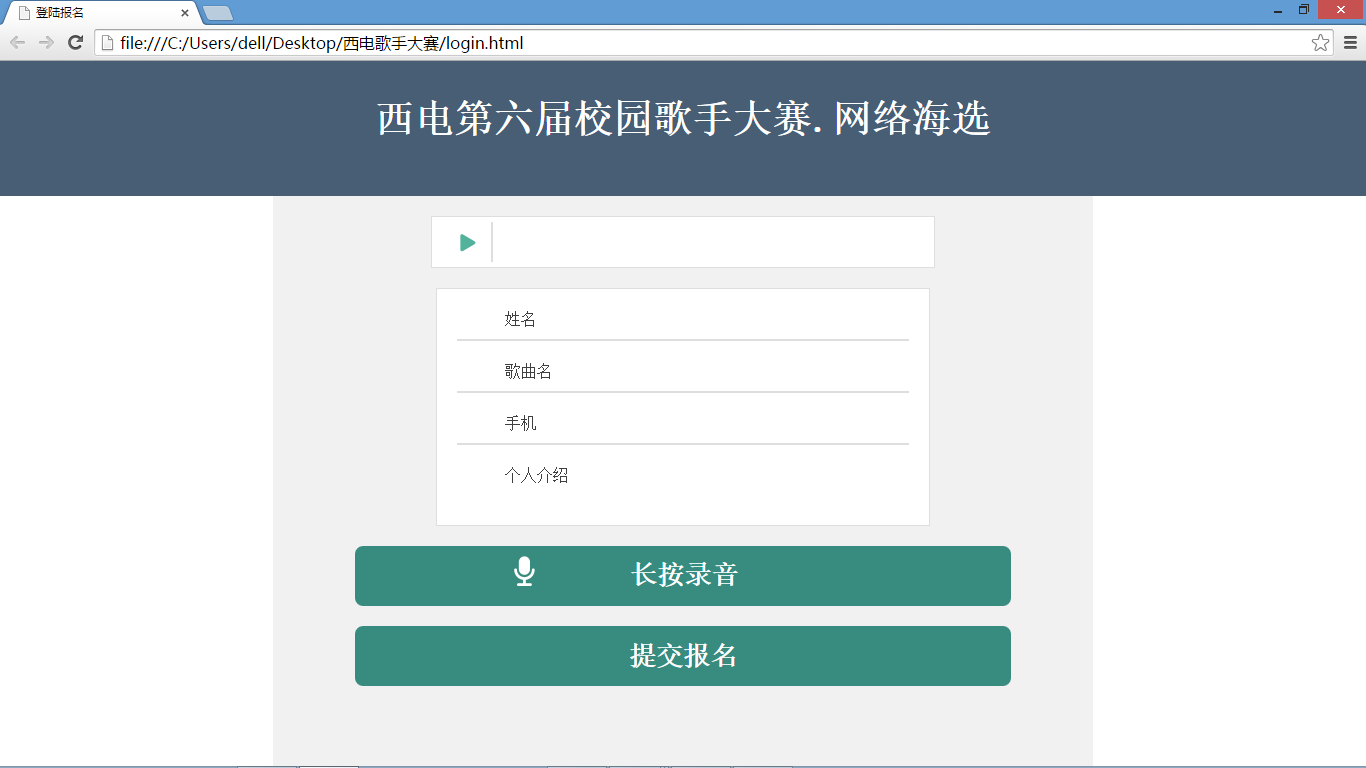 登陆报名
file:///C:/Users/dell/Desktop/西电歌手大赛/login.html
西电第六届校园歌手大赛.网络海选
姓名
歌曲名
手机
个人介绍
长按录音
提交报名